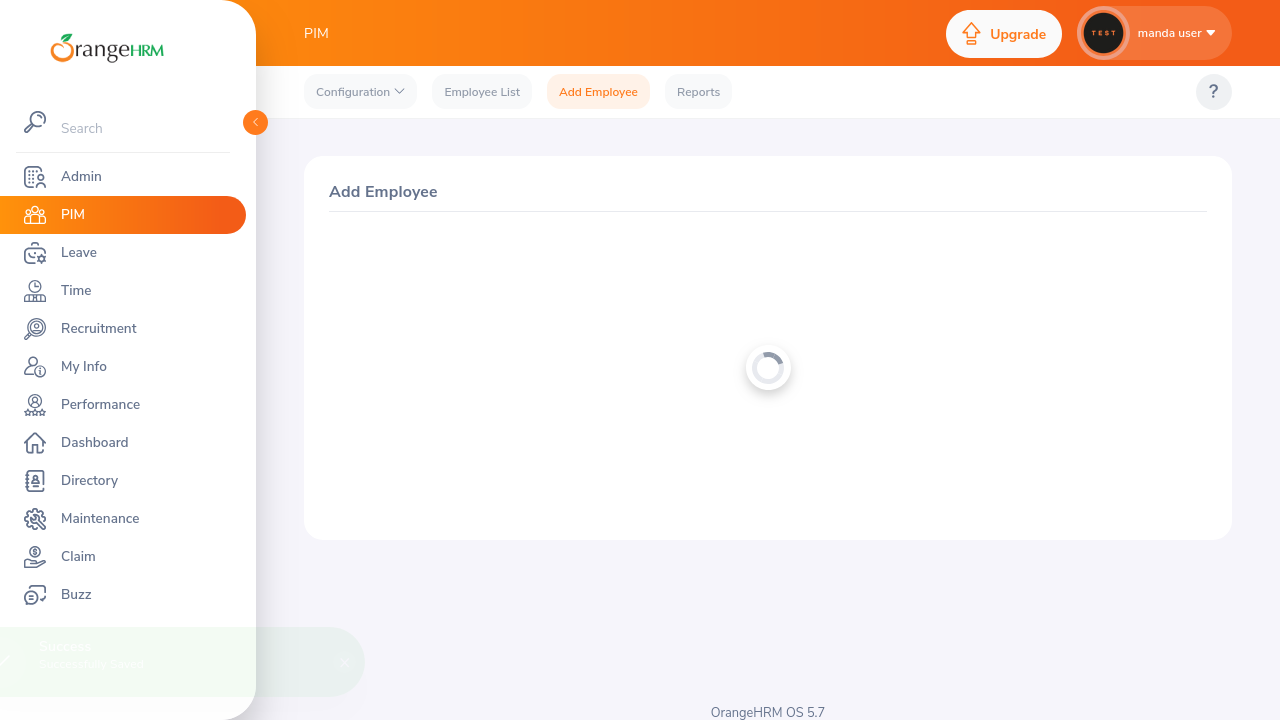 OrangeHRM
PIM
Upgrade
TEST
manda user
Configuration
Employee List
Add Employee
Reports
?
Search
Admin
PIM
Leave
Time
Recruitment
My Info
Performance
Dashboard
Directory
Maintenance
Claim
Buzz
Add Employee
Success
Successfully Saved
OrangeHRM OS 5.7